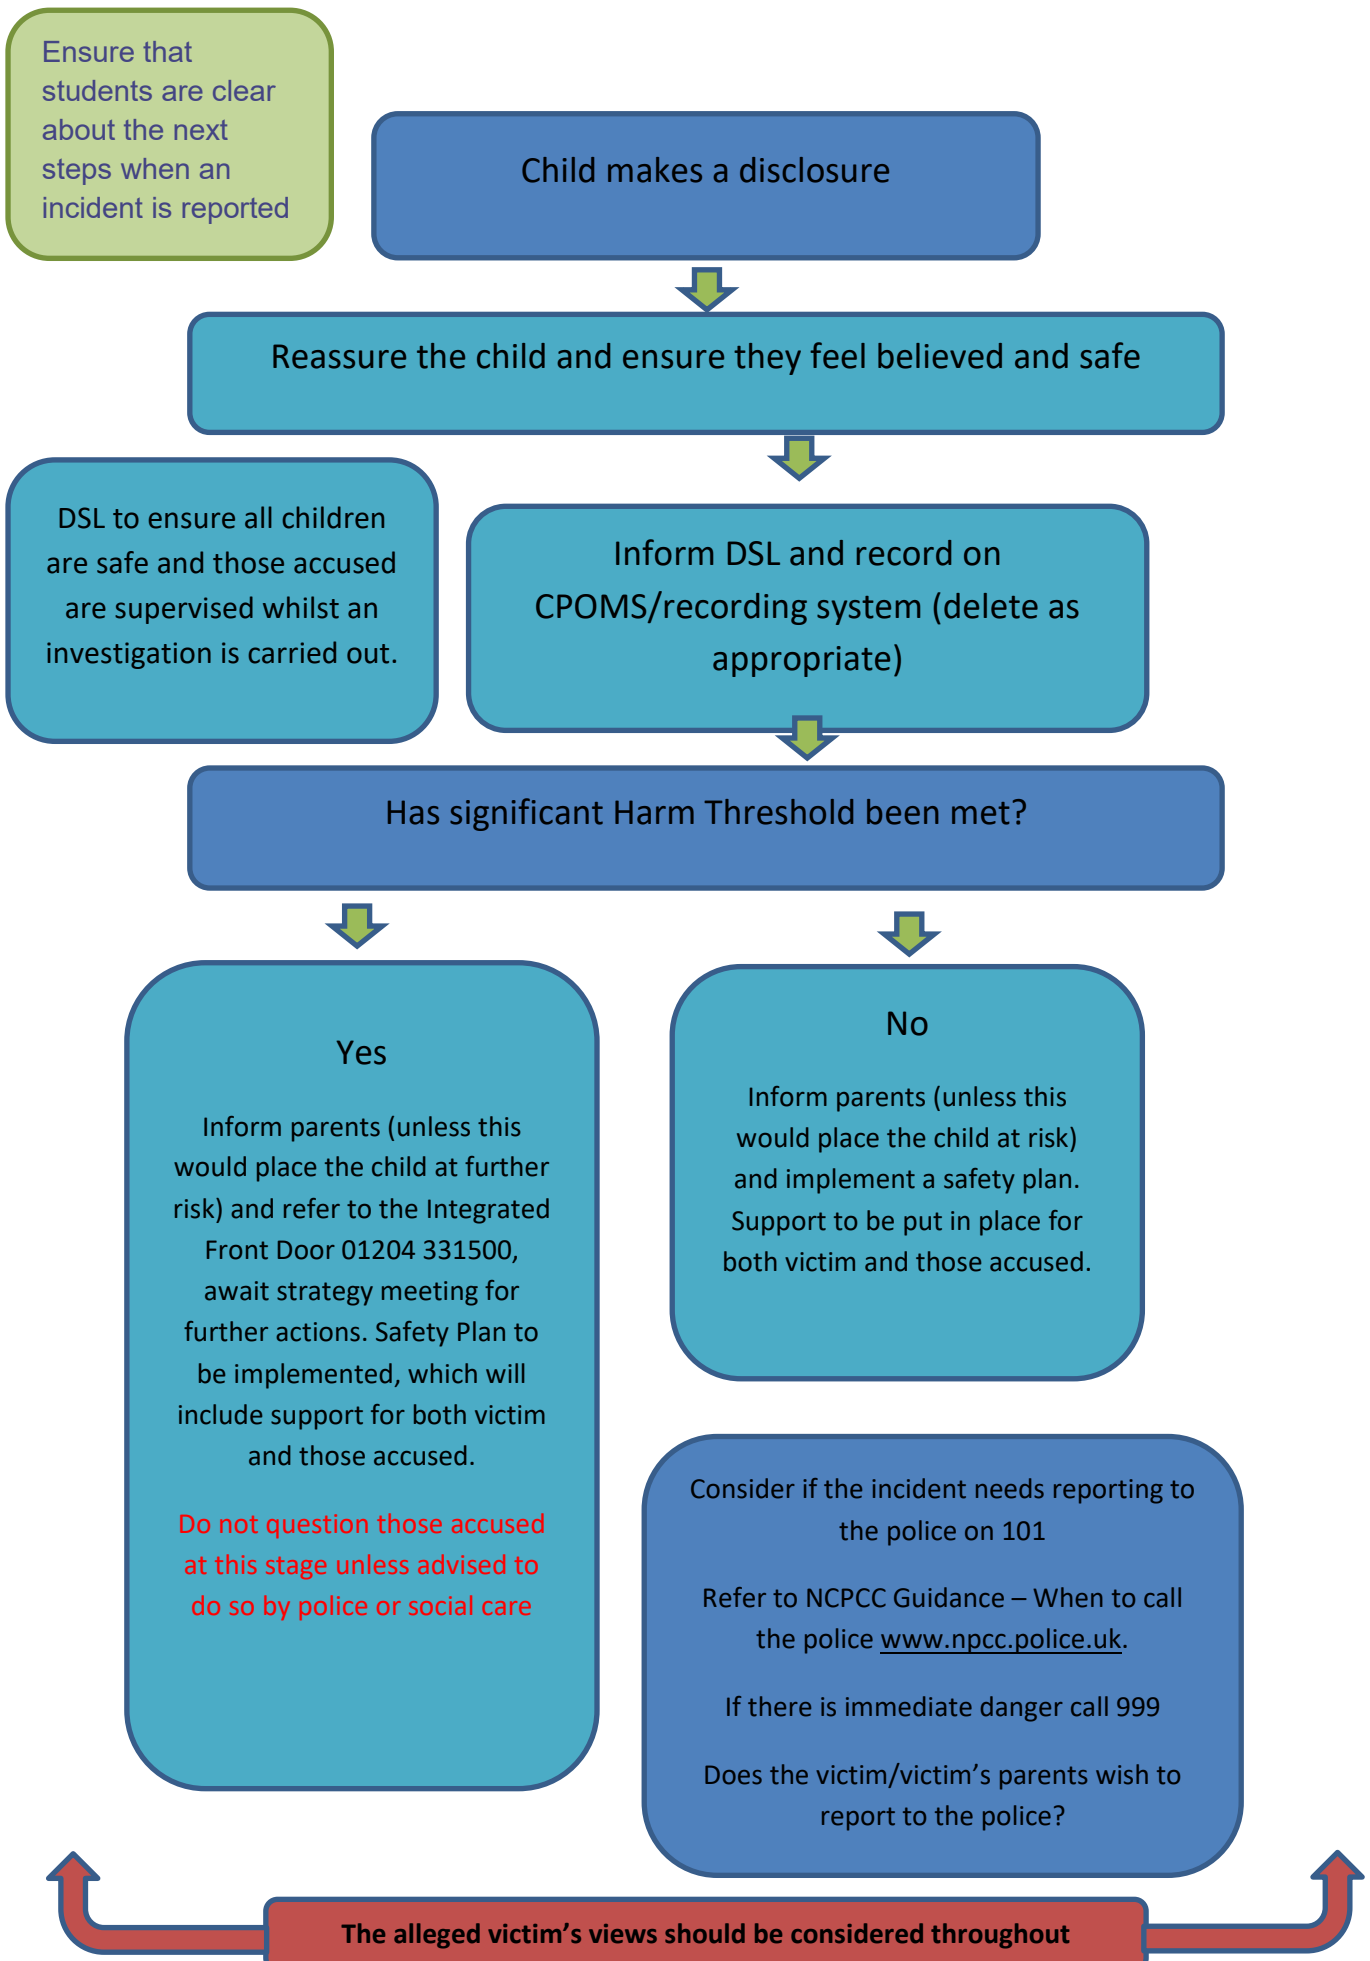 Ensure that
students are clear
about the next
steps when an
incident is reported
Child makes a disclosure
Reassure the child and ensure they feel believed and safe
DSL to ensure all children
are safe and those accused
are supervised whilst an
investigation is carried out.
Inform DSL and record on
CPOMS/recording system (delete as
appropriate)
Has significant Harm Threshold been met?
Yes
Inform parents (unless this
would place the child at further
risk) and refer to the Integrated
Front Door 01204 331500,
await strategy meeting for
further actions. Safety Plan to
be implemented, which will
include support for both victim
and those accused.
Do not question those accused
at this stage unless advised to
do so by police or social care
No
Inform parents (unless this
would place the child at risk)
and implement a safety plan.
Support to be put in place for
both victim and those accused.
Consider if the incident needs reporting to
the police on 101
Refer to NCPCC Guidance – When to call
the police www.npcc.police.uk.
If there is immediate danger call 999
Does the victim/victim’s parents wish to
report to the police?
The alleged victim’s views should be considered throughout